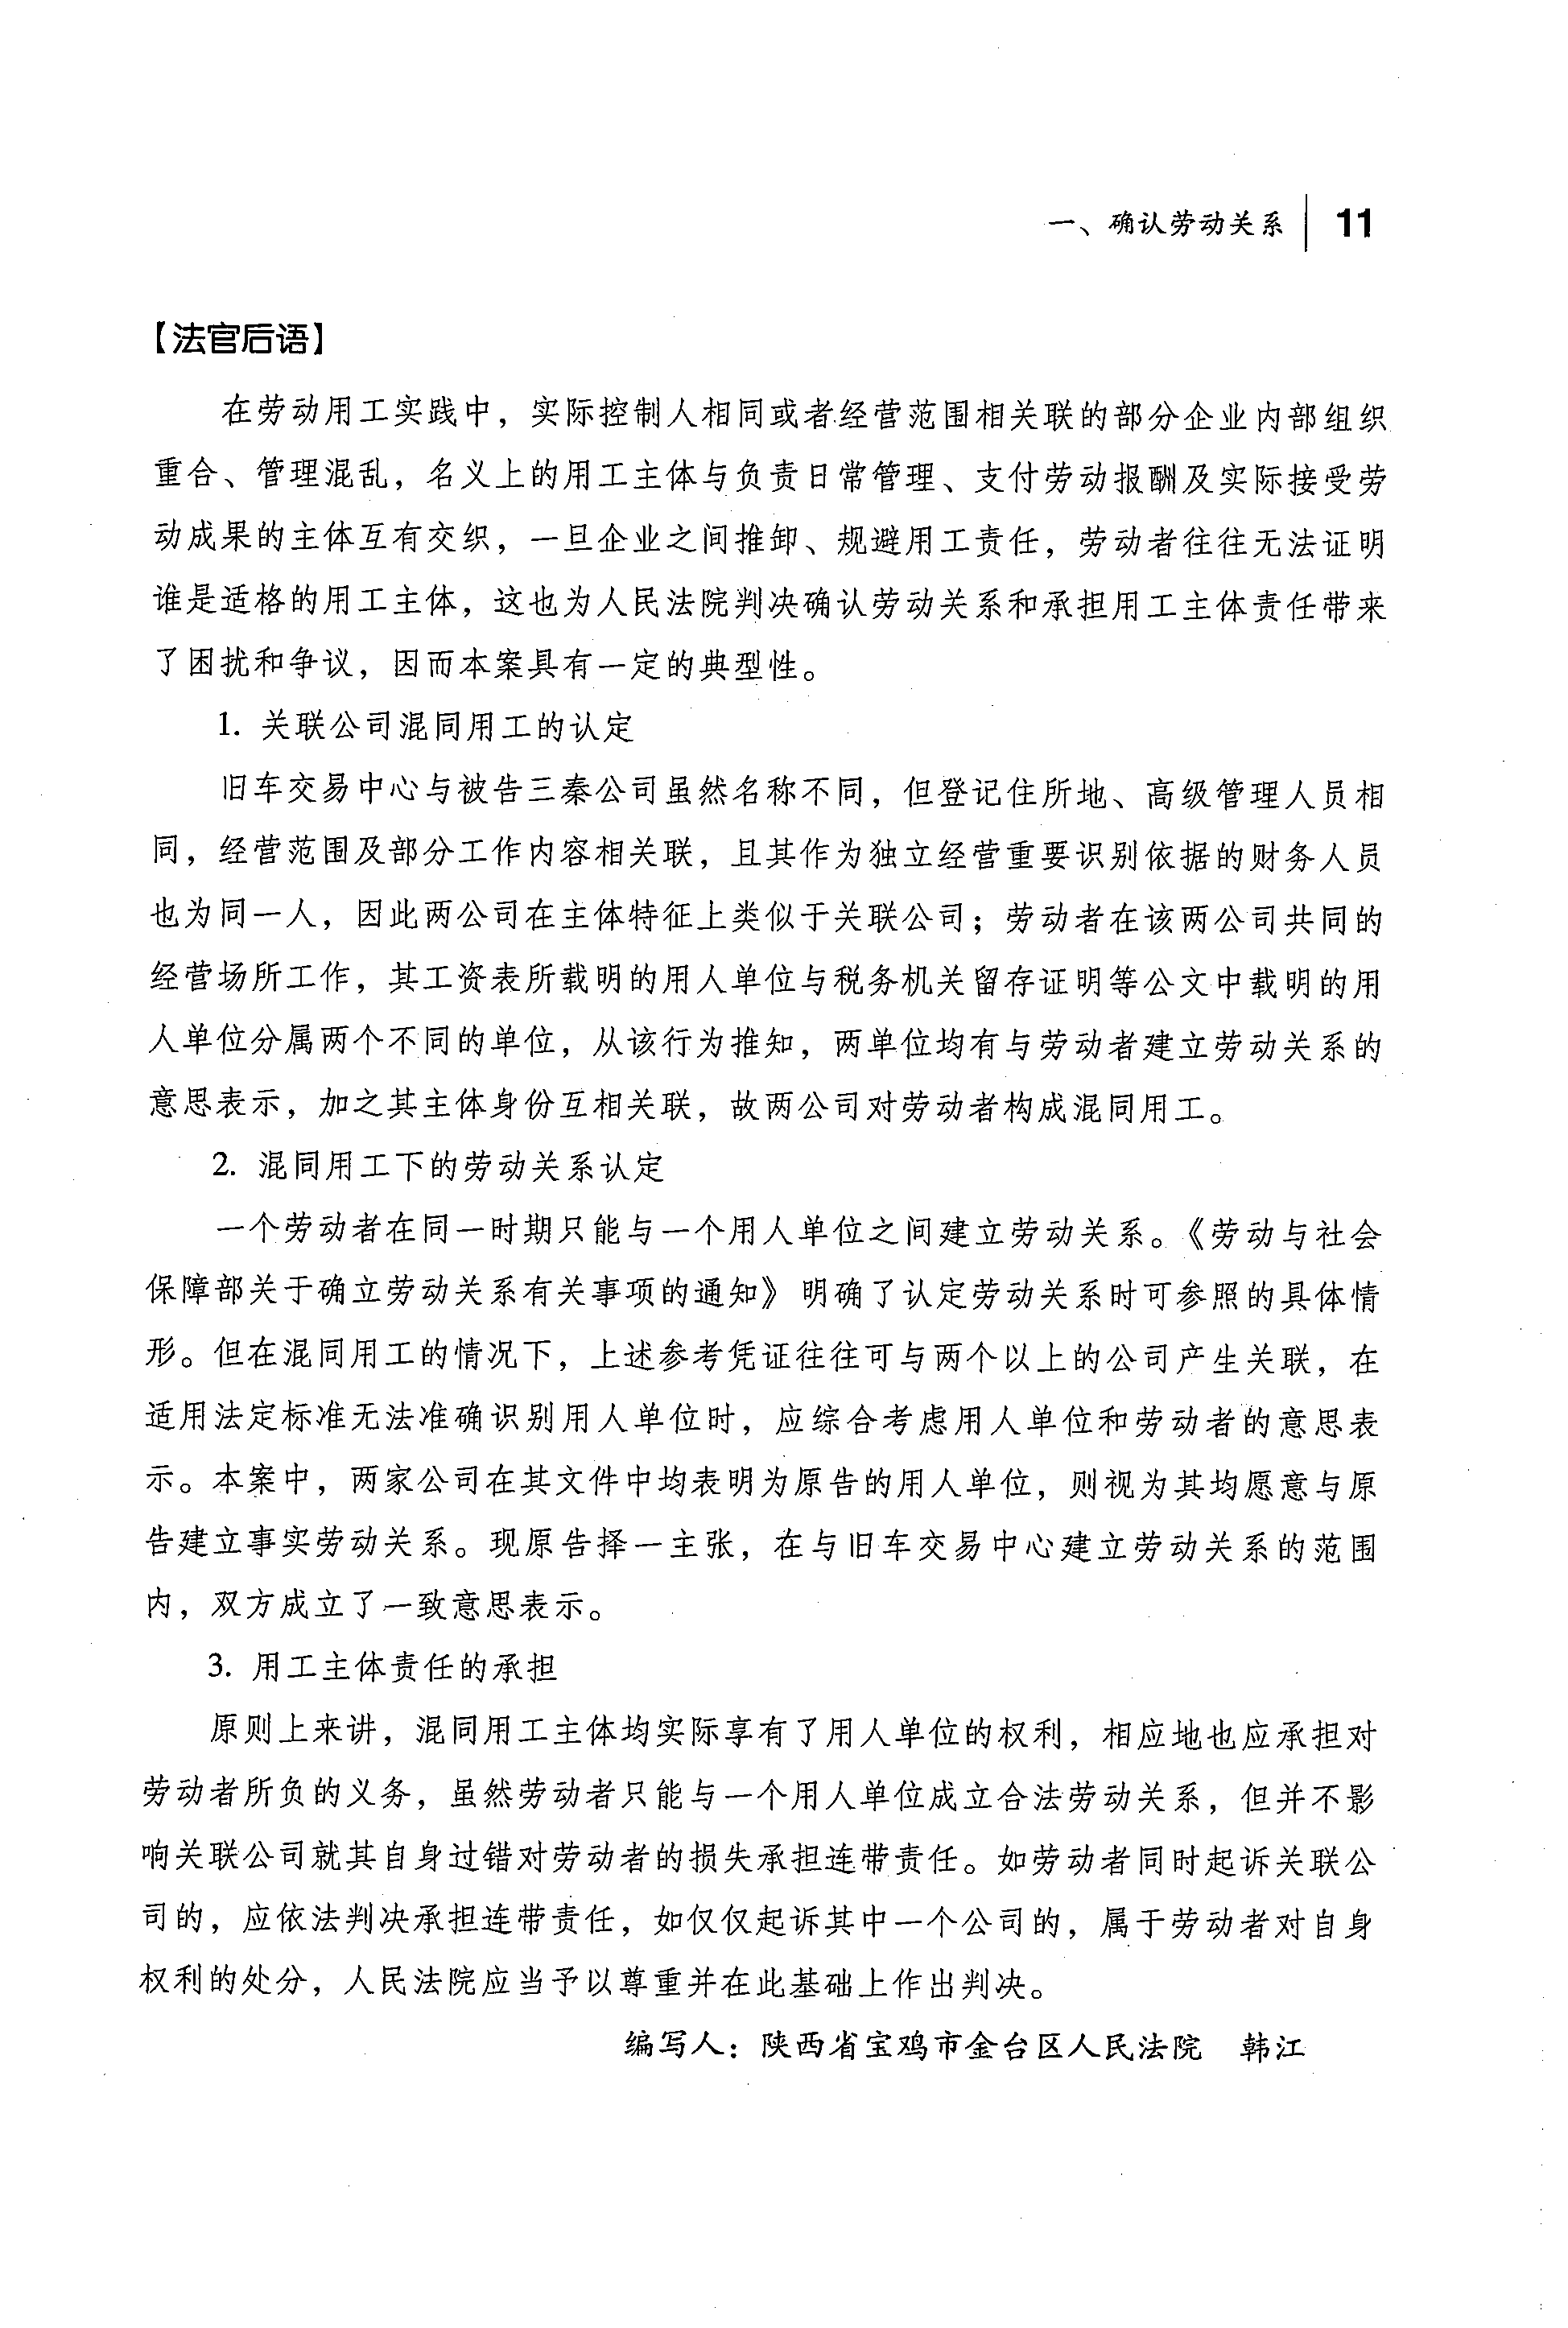 一、确认劳动关系 11
【法官后语】
在劳动用工实践中，实际控制人相同或者经营范围相关联的部分企业内部组织
重合、管理混乱，名义上的用工主体与负责日常管理、支付劳动报酬及实际接受劳
动成果的主体互有交织，一旦企业之间推卸、规避用工责任，劳动者往往无法证明
谁是适格的用工主体，这也为人民法院判决确认劳动关系和承担用工主体责任带来
了困扰和争议，因而本案具有一定的典型性。
1. 关联公司混同用工的认定
旧车交易中心与被告三秦公司虽然名称不同，但登记住所地、高级管理人员相
同，经营范围及部分工作内容相关联，且其作为独立经营重要识别依据的财务人员
也为同一人，因此两公司在主体特征上类似于关联公司；劳动者在该两公司共同的
经营场所工作，其工资表所载明的用人单位与税务机关留存证明等公文中载明的用
人单位分属两个不同的单位，从该行为推知，两单位均有与劳动者建立劳动关系的
意思表示，加之其主体身份互相关联，故两公司对劳动者构成混同用工。
2. 混同用工下的劳动关系认定
一个劳动者在同一时期只能与一个用人单位之间建立劳动关系。《劳动与社会
保障部关于确立劳动关系有关事项的通知》明确了认定劳动关系时可参照的具体情
形。但在混同用工的情况下，上述参考凭证往往可与两个以上的公司产生关联，在
适用法定标准无法准确识别用人单位时，应综合考虑用人单位和劳动者的意思表
示。本案中，两家公司在其文件中均表明为原告的用人单位，则视为其均愿意与原
告建立事实劳动关系。现原告择一主张，在与旧车交易中心建立劳动关系的范围
内，双方成立了一致意思表示。
3. 用工主体责任的承担
原则上来讲，混同用工主体均实际享有了用人单位的权利，相应地也应承担对
劳动者所负的义务，虽然劳动者只能与一个用人单位成立合法劳动关系，但并不影
响关联公司就其自身过错对劳动者的损失承担连带责任。如劳动者同时起诉关联公
司的，应依法判决承担连带责任，如仅仅起诉其中一个公司的，属于劳动者对自身
权利的处分，人民法院应当予以尊重并在此基础上作出判决。
编写人：陕西省宝鸡市金台区人民法院 韩江